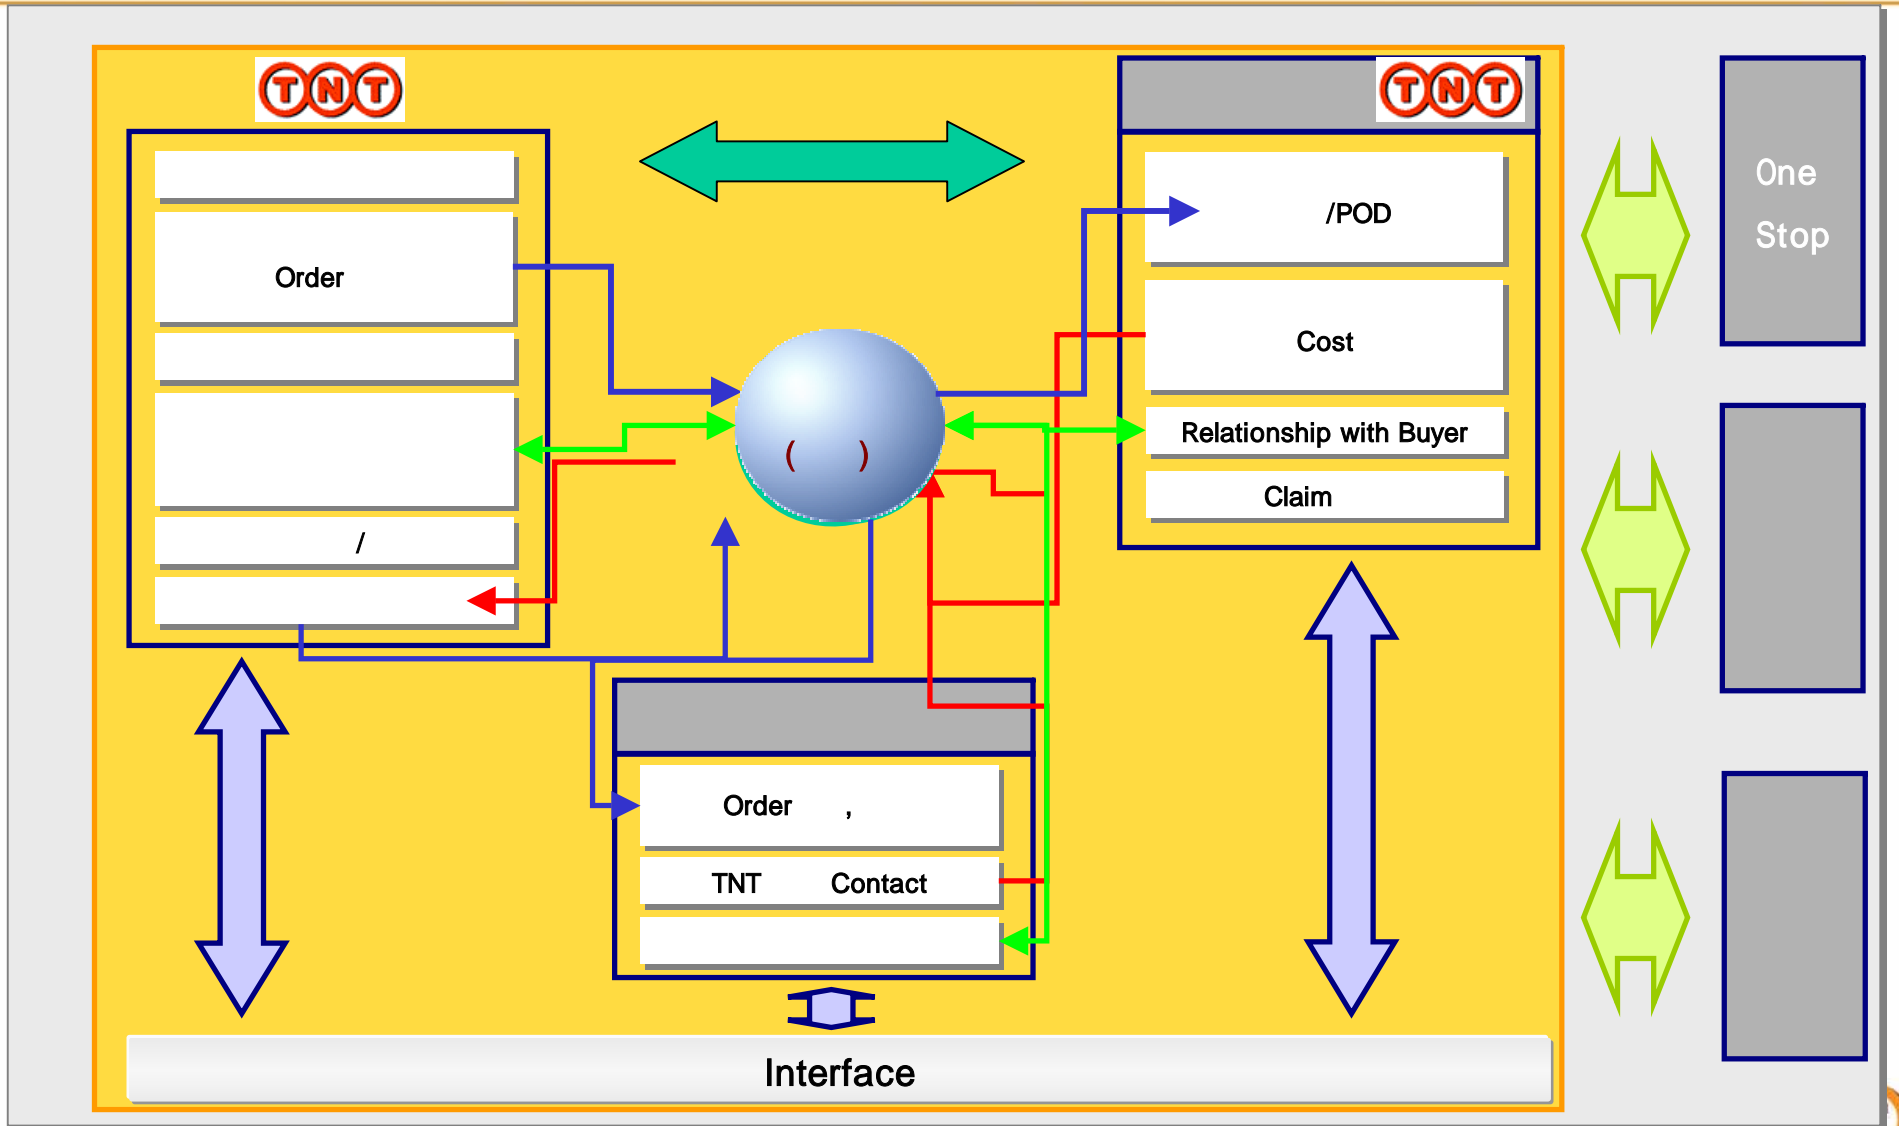 TNT
TNT
Order
/
( )
/POD
Cost
Relationship with Buyer
Claim
Order ,
TNT Contact
Interface
One
Stop